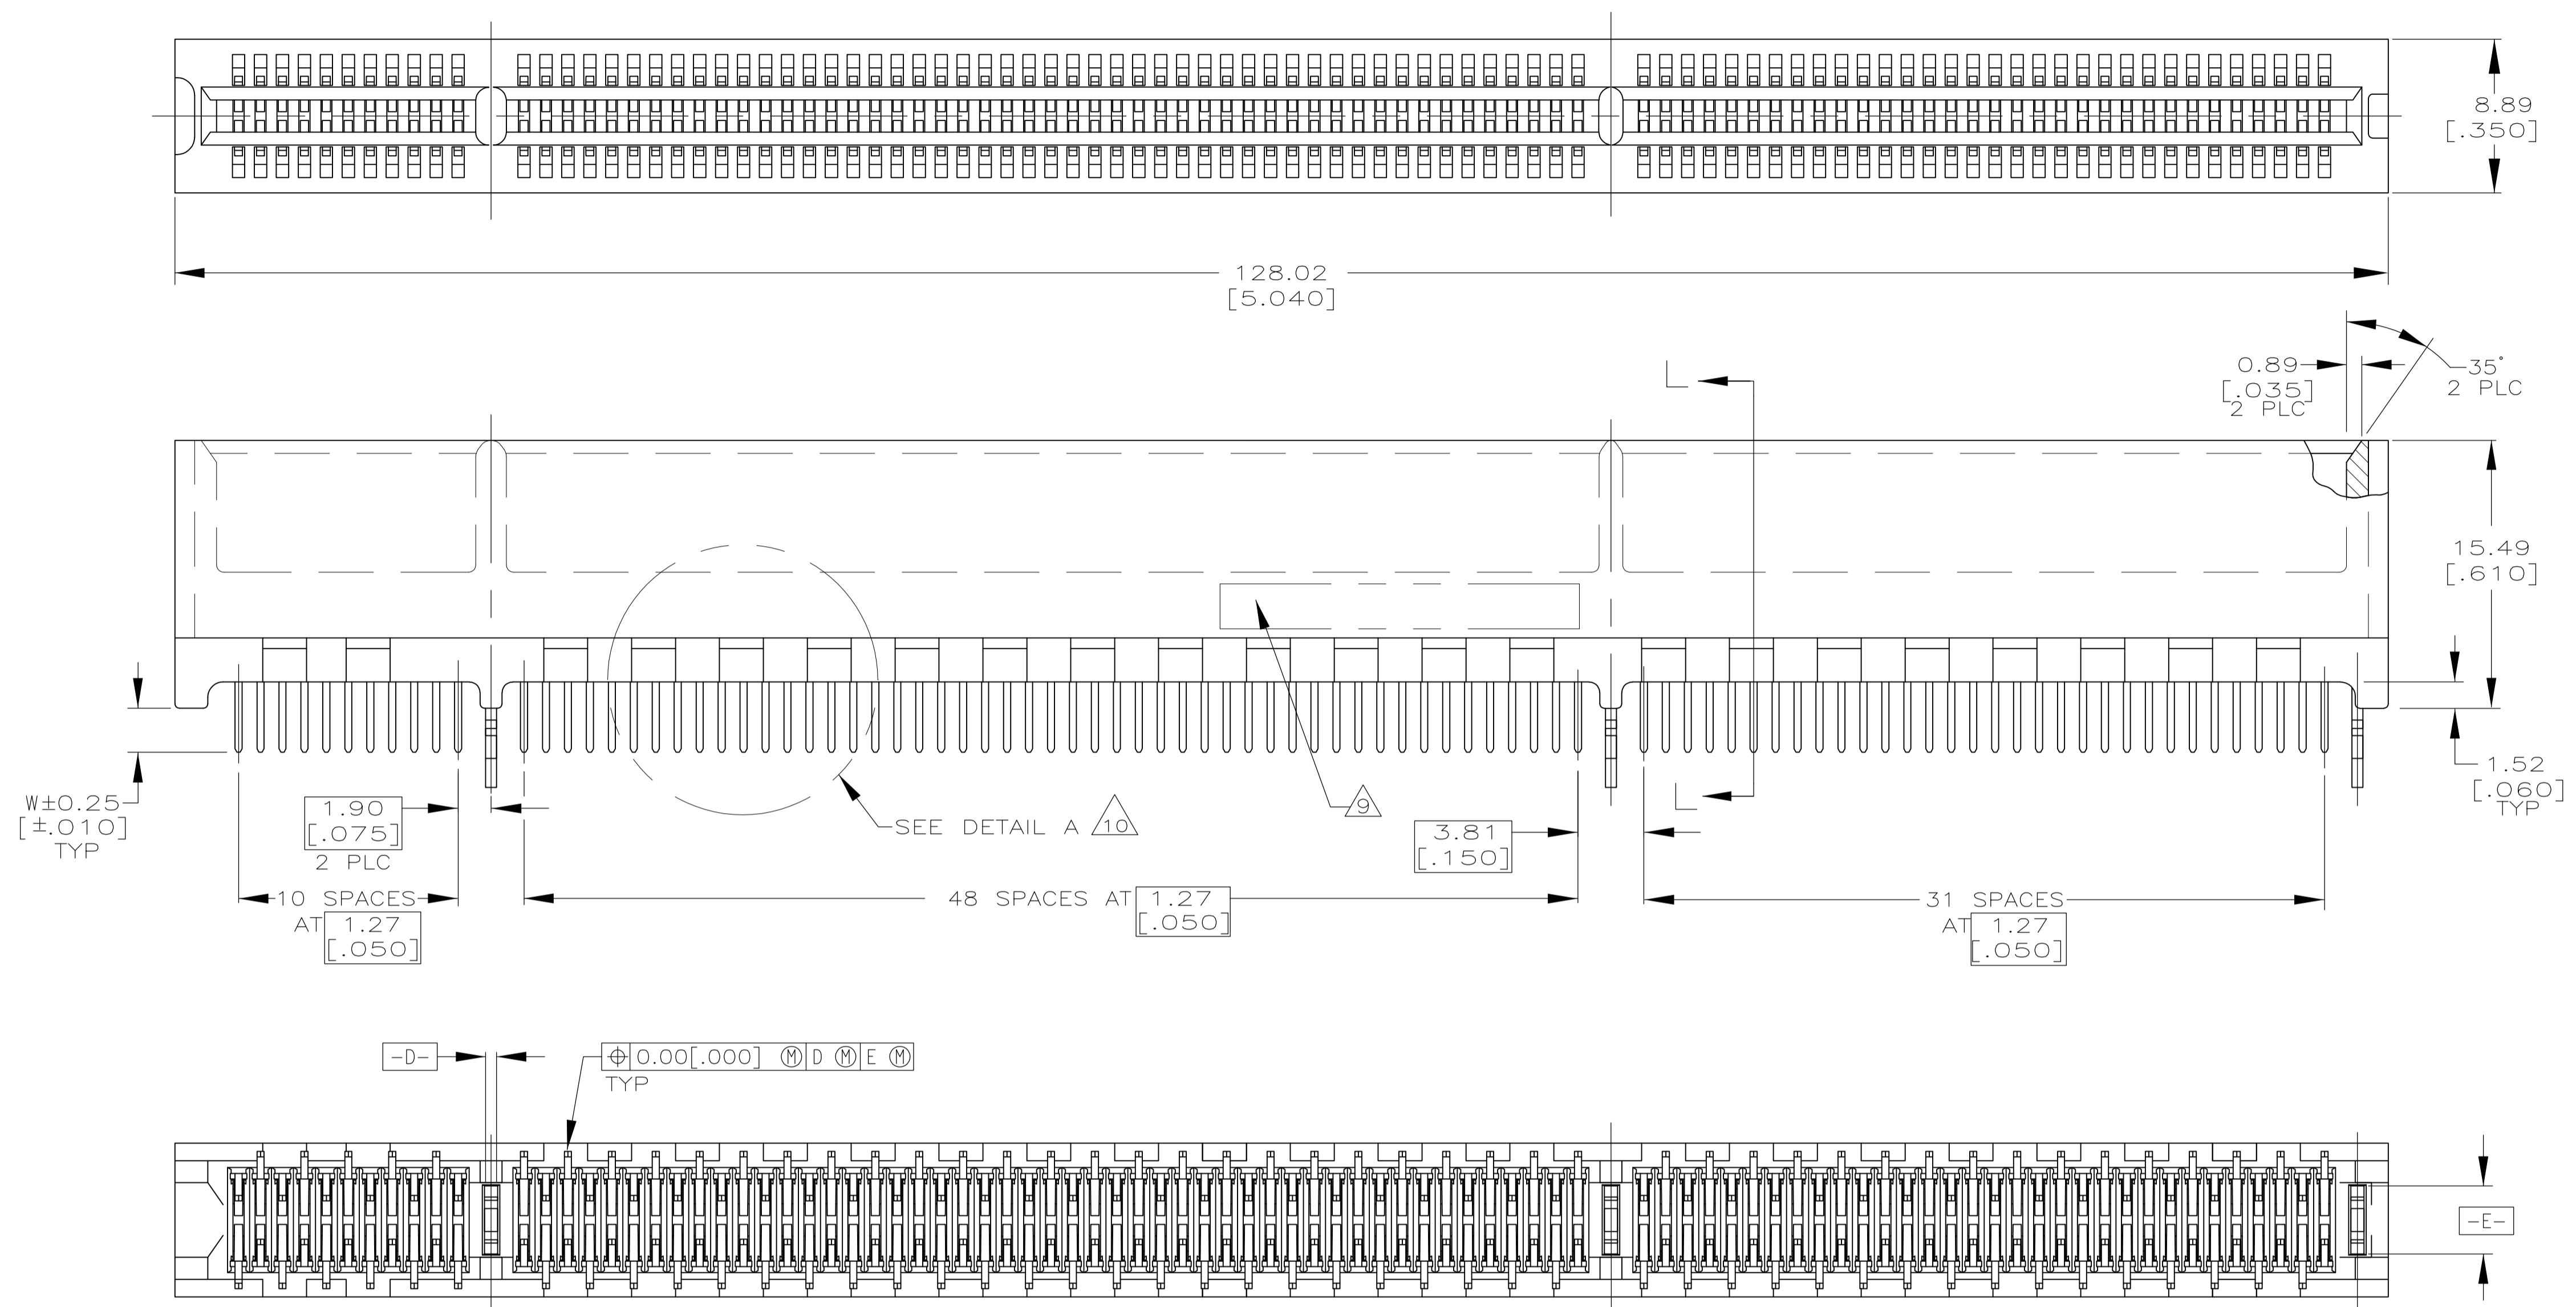 8.89
[.350]
128.02
[5.040]
0.89
[.035]
2 PLC
35°
2 PLC
15.49
[.610]
1.52
[.060]
TYP
W±0.25
[±.010]
TYP
1.90
[.075]
2 PLC
SEE DETAIL A 10
9
3.81
[.150]
10 SPACES
AT 1.27
[.050]
48 SPACES AT 1.27
[.050]
31 SPACES
AT 1.27
[.050]
-D-
⌖ 0.00[.000] Ⓜ D Ⓜ E Ⓜ
TYP
-E-